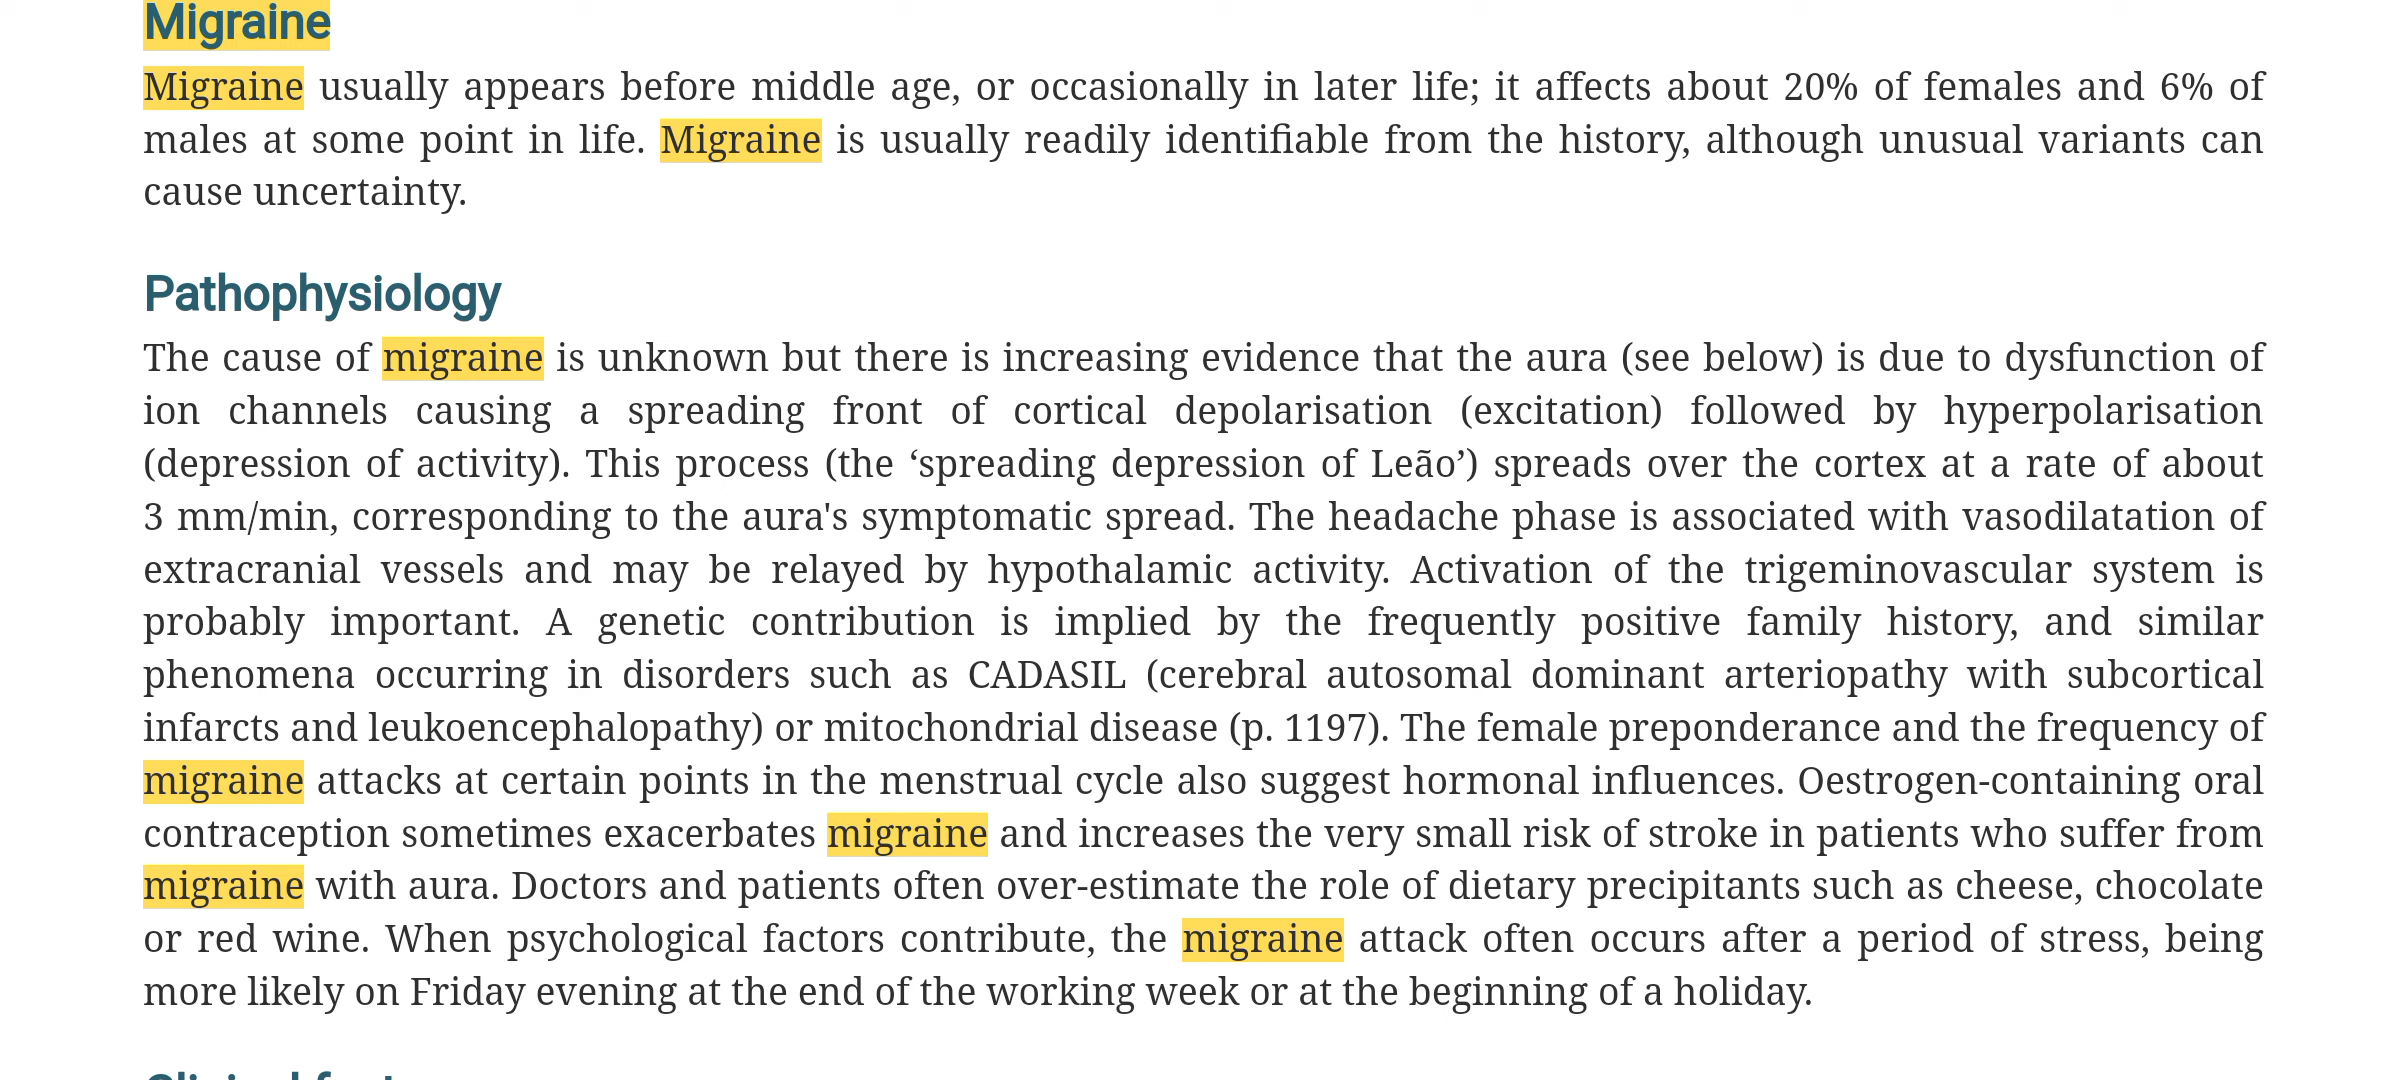 Migraine
Migraine usually appears before middle age, or occasionally in later life; it affects about 20% of females and 6% of
males at some point in life. Migraine is usually readily identifiable from the history, although unusual variants can
cause uncertainty.
Pathophysiology
The cause of migraine is unknown but there is increasing evidence that the aura (see below) is due to dysfunction of
ion channels causing a spreading front of cortical depolarisation (excitation) followed by hyperpolarisation
(depression of activity). This process (the ‘spreading depression of Leão’) spreads over the cortex at a rate of about
3 mm/min, corresponding to the aura's symptomatic spread. The headache phase is associated with vasodilatation of
extracranial vessels and may be relayed by hypothalamic activity. Activation of the trigeminovascular system is
probably important. A genetic contribution is implied by the frequently positive family history, and similar
phenomena occurring in disorders such as CADASIL (cerebral autosomal dominant arteriopathy with subcortical
infarcts and leukoencephalopathy) or mitochondrial disease (p. 1197). The female preponderance and the frequency of
migraine attacks at certain points in the menstrual cycle also suggest hormonal influences. Oestrogen-containing oral
contraception sometimes exacerbates migraine and increases the very small risk of stroke in patients who suffer from
migraine with aura. Doctors and patients often over-estimate the role of dietary precipitants such as cheese, chocolate
or red wine. When psychological factors contribute, the migraine attack often occurs after a period of stress, being
more likely on Friday evening at the end of the working week or at the beginning of a holiday.